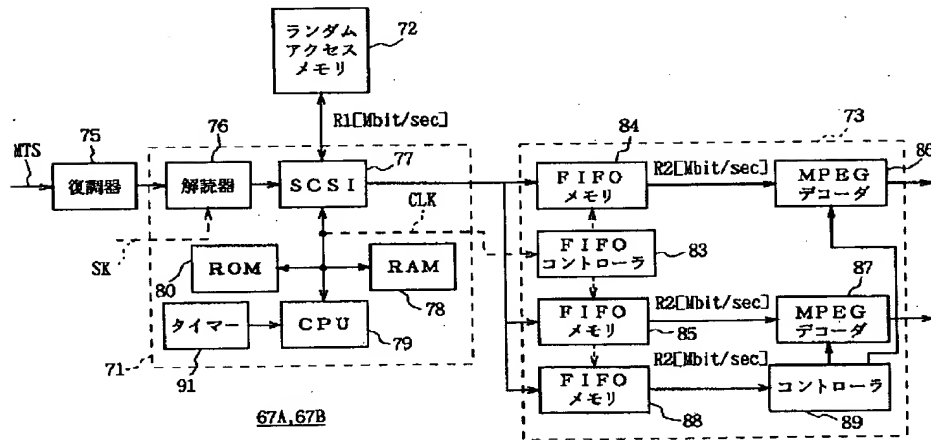 ランダム
アクセス
メモリ
72
R1[Mbit/sec]
73
MTS
75
復調器
76
解読器
77
SCSI
84
FIFO
メモリ
R2[Mbit/sec]
86
MPEG
デコーダ
CLK
SK
80
ROM
RAM
78
FIFO
コントローラ
83
タイマー
91
CPU
79
71
FIFO
メモリ
85
R2[Mbit/sec]
87
MPEG
デコーダ
FIFO
メモリ
88
R2[Mbit/sec]
コントローラ
89
67A,67B